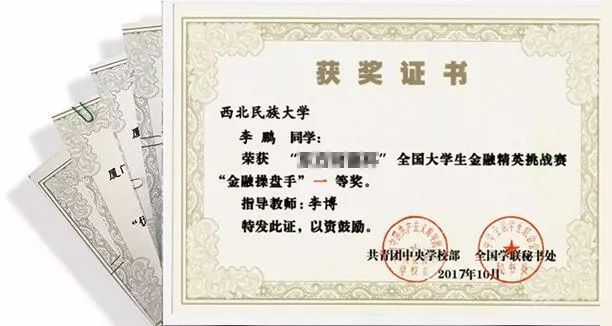 获奖证书
西北民族大学
李鹏 同学：
荣获 “ ” 全国大学生金融精英挑战赛
“金融操盘手” 一 等奖。
指导教师：李博
特发此证，以资鼓励。
共青团中央学校部 全国学联秘书处
2017年10月
厦
厦门